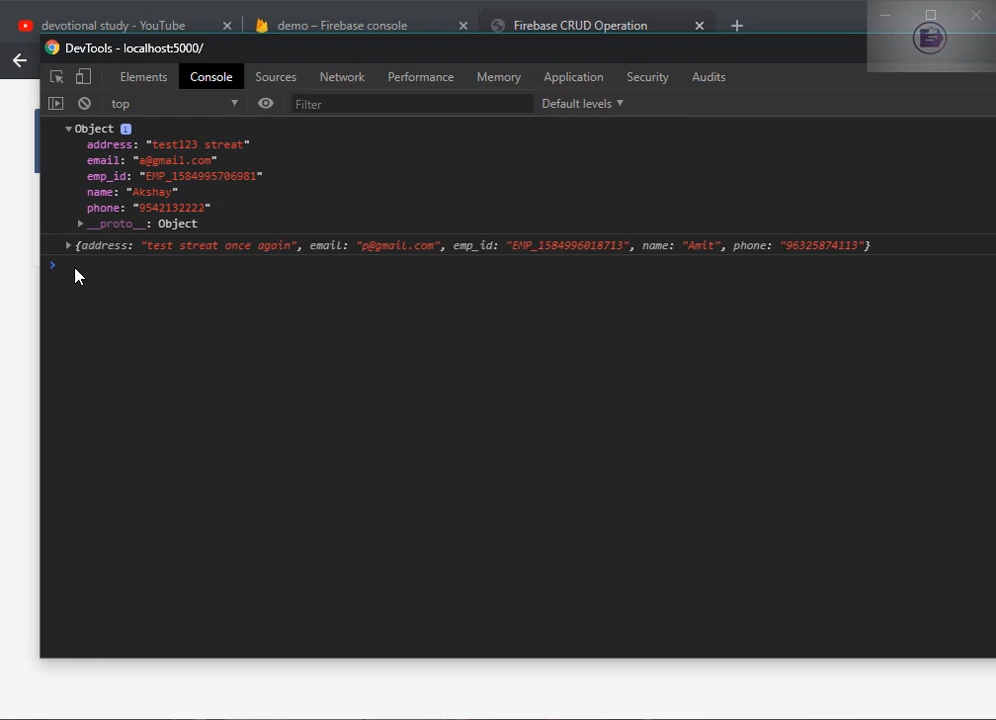 devotional study - YouTube
demo – Firebase console
Firebase CRUD Operation
DevTools - localhost:5000/
Elements Console Sources Network Performance Memory Application Security Audits
top Filter Default levels
Object i
address: "test123 streat"
email: "a@gmail.com"
emp_id: "EMP_1584995706981"
name: "Akshay"
phone: "9542132222"
__proto__: Object
{address: "test streat once again", email: "p@gmail.com", emp_id: "EMP_1584996018713", name: "Amit", phone: "96325874113"}